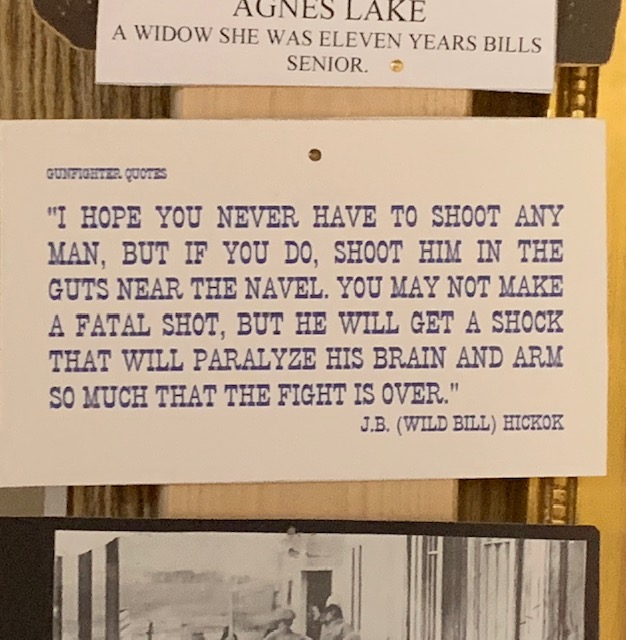 AGNES LAKE
A WIDOW SHE WAS ELEVEN YEARS BILLS
SENIOR.
GUNFIGHTER QUOTES
"I HOPE YOU NEVER HAVE TO SHOOT ANY
MAN, BUT IF YOU DO, SHOOT HIM IN THE
GUTS NEAR THE NAVEL. YOU MAY NOT MAKE
A FATAL SHOT, BUT HE WILL GET A SHOCK
THAT WILL PARALYZE HIS BRAIN AND ARM
SO MUCH THAT THE FIGHT IS OVER."
J.B. (WILD BILL) HICKOK